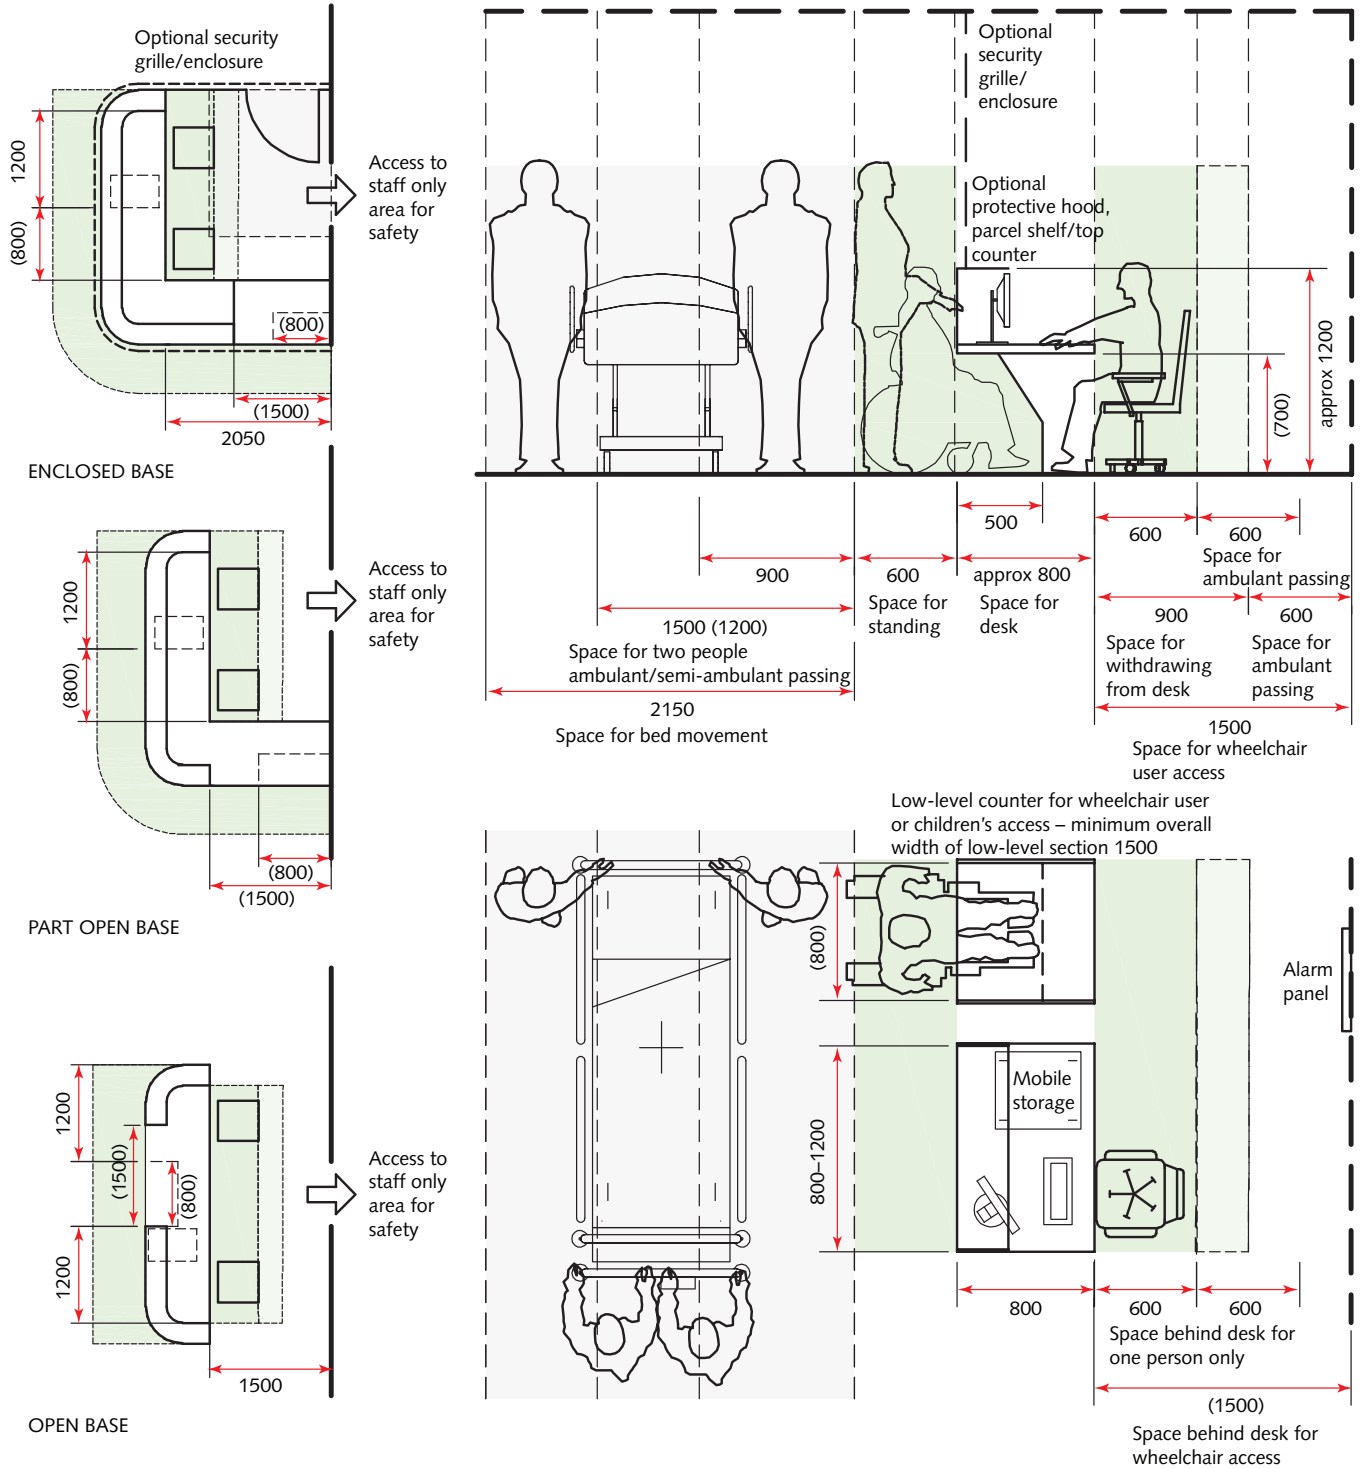 Optional security
grille/enclosure
1200
(800)
Access to
staff only
area for
safety
(800)
(1500)
2050
ENCLOSED BASE
1200
(800)
Access to
staff only
area for
safety
(800)
(1500)
PART OPEN BASE
1200
(1500)
(800)
1200
Access to
staff only
area for
safety
1500
OPEN BASE
Optional
security
grille/
enclosure
Optional
protective hood,
parcel shelf/top
counter
(700)
approx 1200
500
600
600
Space for
ambulant passing
900
600
Space for
standing
approx 800
Space for
desk
1500 (1200)
Space for two people
ambulant/semi-ambulant passing
900
Space for
withdrawing
from desk
600
Space for
ambulant
passing
2150
Space for bed movement
1500
Space for wheelchair
user access
Low-level counter for wheelchair user
or children's access – minimum overall
width of low-level section 1500
(800)
Alarm
panel
800–1200
Mobile
storage
800
600
600
Space behind desk for
one person only
(1500)
Space behind desk for
wheelchair access